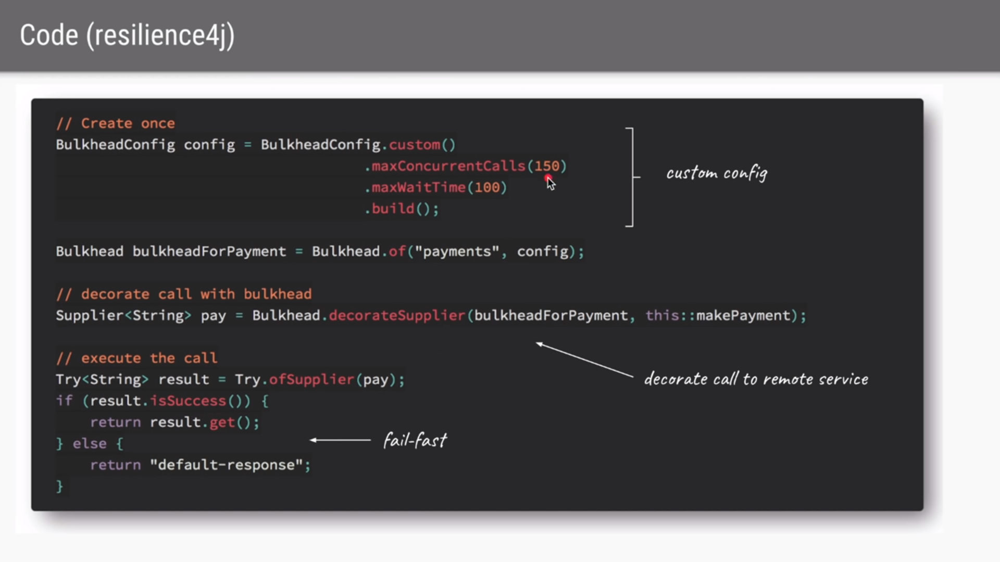 Code (resilience4j)
// Create once
BulkheadConfig config = BulkheadConfig.custom()
.maxConcurrentCalls(150)
.maxWaitTime(100)
.build();
custom config
Bulkhead bulkheadForPayment = Bulkhead.of("payments", config);
// decorate call with bulkhead
Supplier<String> pay = Bulkhead.decorateSupplier(bulkheadForPayment, this::makePayment);
// execute the call
Try<String> result = Try.ofSupplier(pay);
decorate call to remote service
if (result.isSuccess()) {
return result.get();
} else {
fail-fast
return "default-response";
}